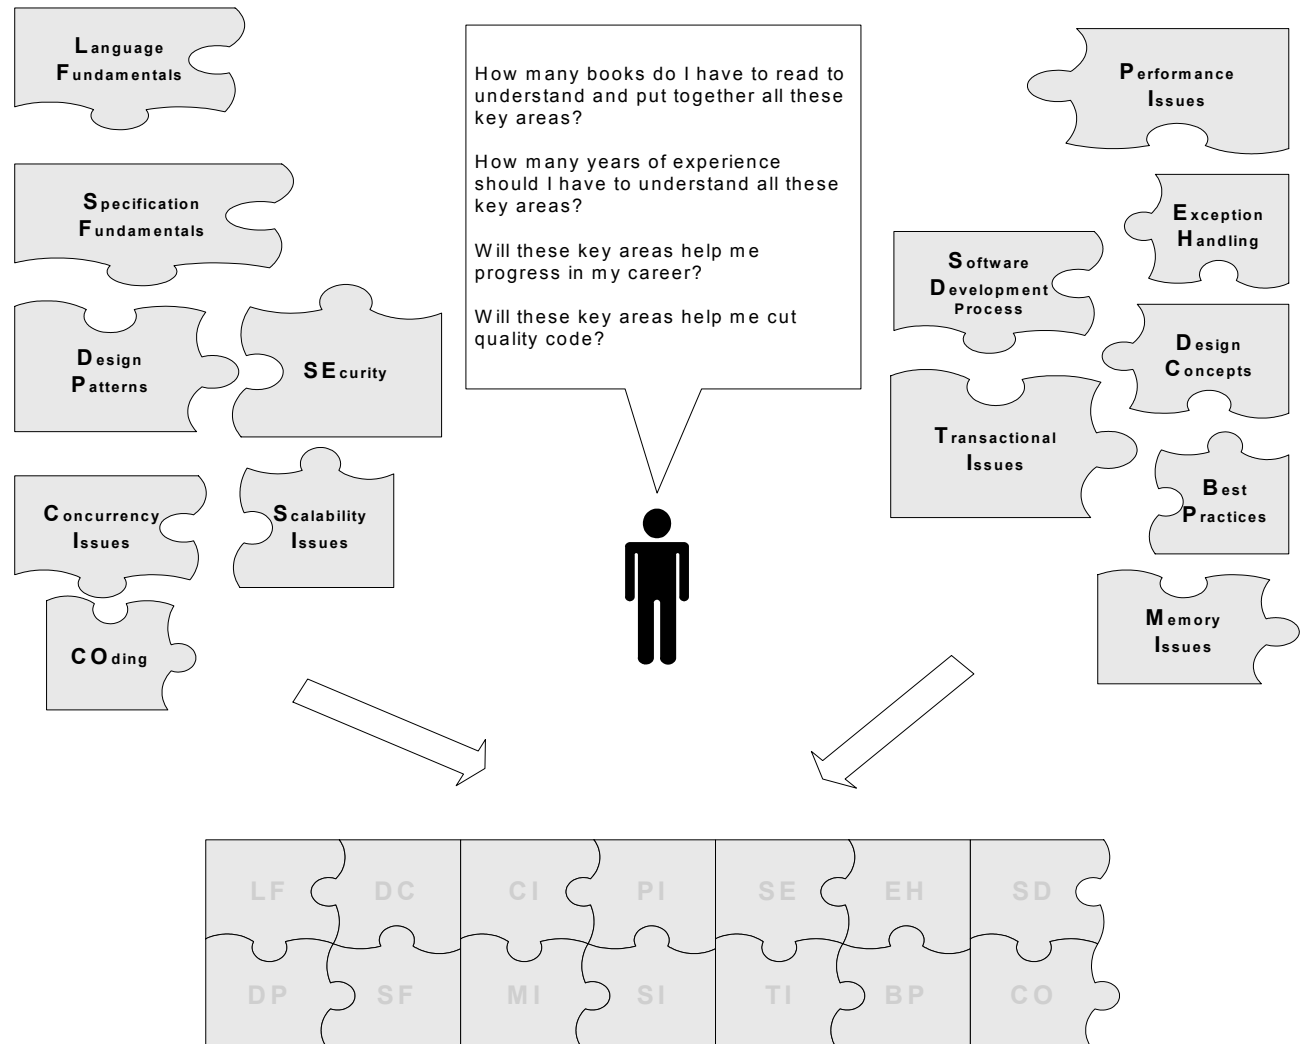 Language
Fundamentals
Specification
Fundamentals
Design
Patterns
SEcurity
Concurrency
Issues
Scalability
Issues
COding
How many books do I have to read to
understand and put together all these
key areas?
How many years of experience
should I have to understand all these
key areas?
Will these key areas help me
progress in my career?
Will these key areas help me cut
quality code?
Performance
Issues
Exception
Handling
Software
Development
Process
Design
Concepts
Transactional
Issues
Best
Practices
Memory
Issues
LF DC CI PI SE EH SD
DP SF MI SI TI BP CO